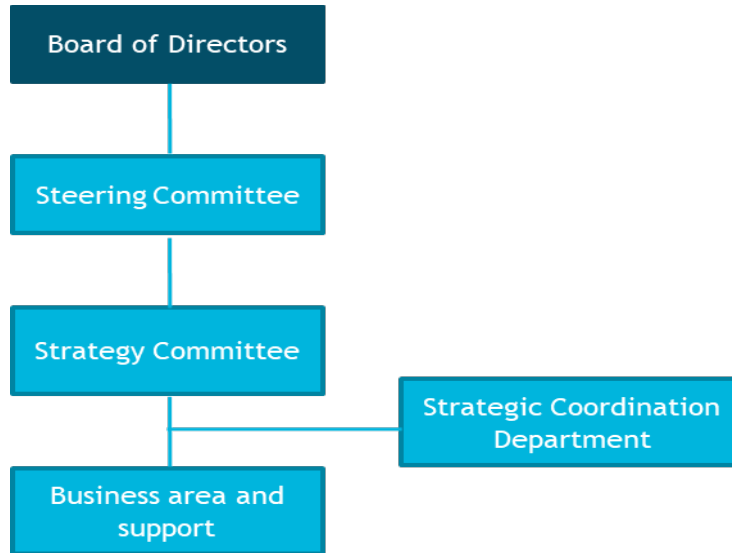 Board of Directors
Steering Committee
Strategy Committee
Strategic Coordination
Department
Business area and
support